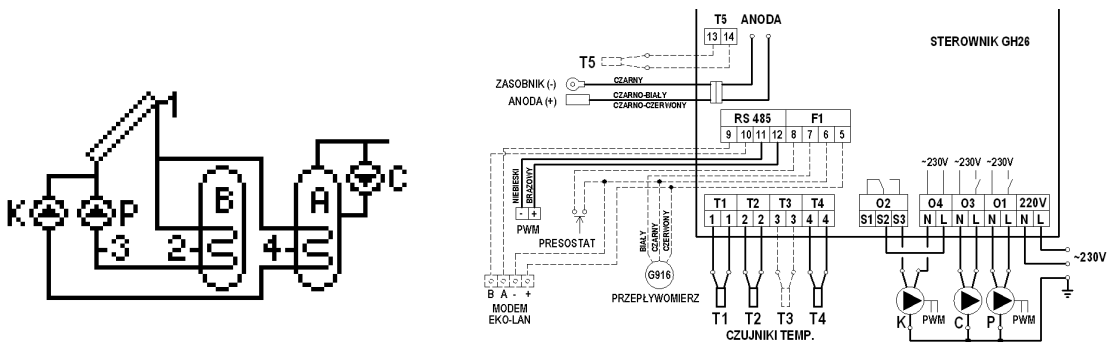 1
K
P
B
A
C
3
2
4
T5 ANODA
13 14
STEROWNIK GH26
T5
ZASOBNIK (-)
CZARNY
ANODA (+)
CZARNO-BIAŁY
CZARNO-CZERWONY
RS 485 F1
9 10 11 12 8 7 6 5
NIEBIESKI
BRĄZOWY
- +
PWM
PRESOSTAT
BIAŁY
CZARNY
CZERWONY
G916
PRZEPŁYWOMIERZ
B A - +
MODEM
EKO-LAN
T1 T2 T3 T4
1 1 2 2 3 3 4 4
T1 T2 T3 T4
CZUJNIKI TEMP.
~230V ~230V ~230V
O2 O4 O3 O1 220V
S1 S2 S3 N L N L N L N L
~230V
K PWM C P PWM